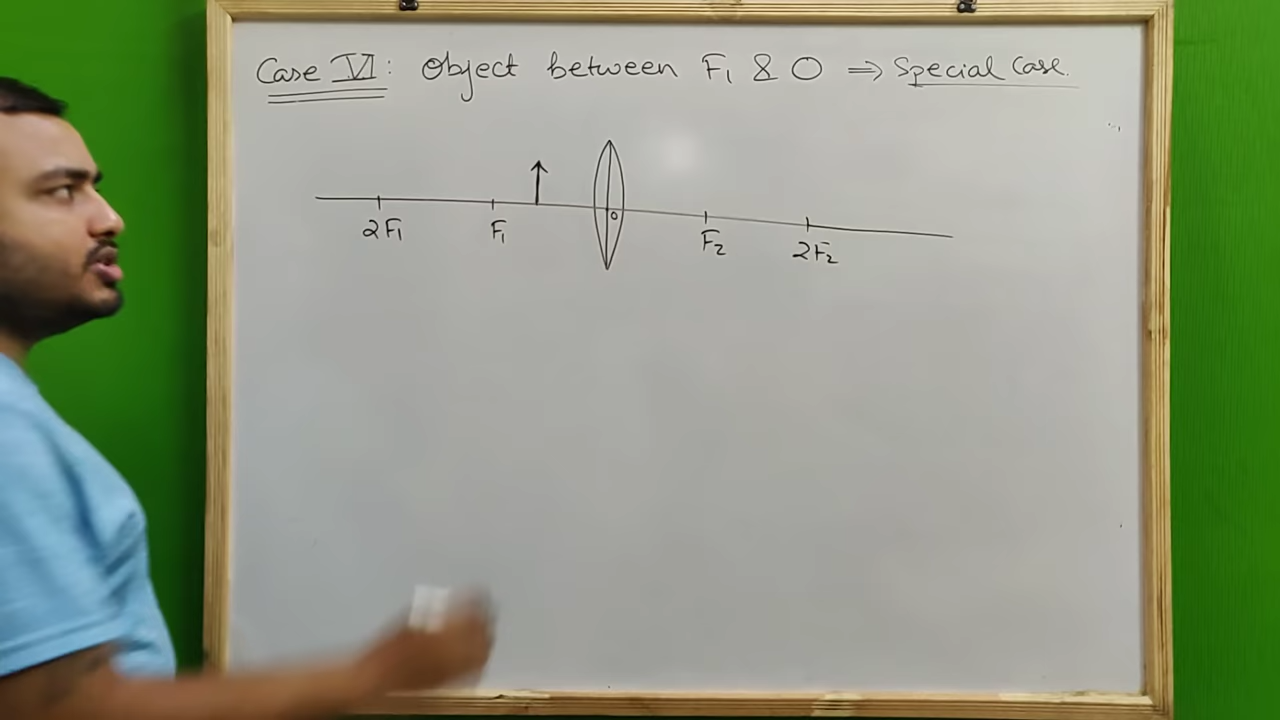 Case VI: Object between F₁ & O ⇒ Special Case.
2F₁ F₁ O F₂ 2F₂